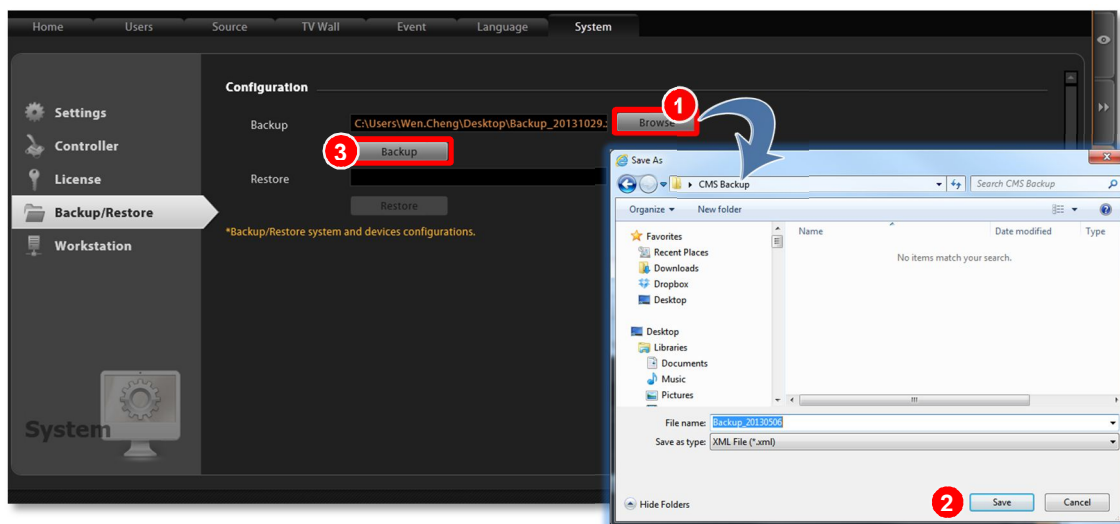 Home Users Source TV Wall Event Language System
Configuration
1
Backup C:\Users\Wen.Cheng\Desktop\Backup_20131029.: Browse
3 Backup
Restore
Restore
*Backup/Restore system and devices configurations.
Settings
Controller
License
Backup/Restore
Workstation
System
Save As
CMS Backup Search CMS Backup
Organize New folder
Name Date modified Type
No items match your search.
Favorites
Recent Places
Downloads
Dropbox
Desktop
Desktop
Libraries
Documents
Music
Pictures
File name: Backup_20130506
Save as type: XML File (*.xml)
Hide Folders 2 Save Cancel